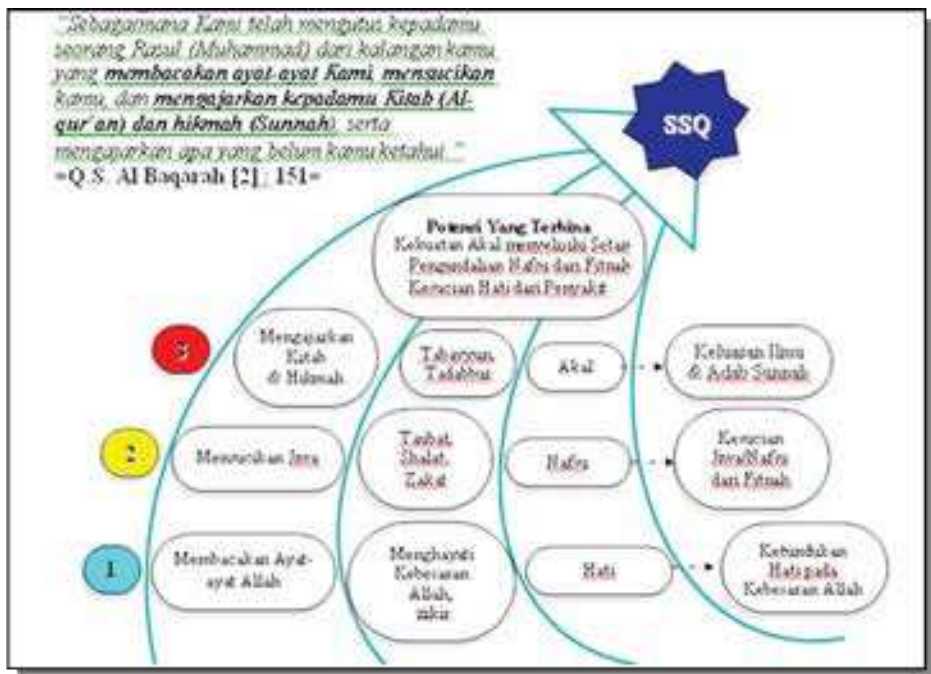 "Sebagaimana Kami telah mengutus kepadamu
seorang Rasul (Muhammad) dari kalangan kamu
yang membacakan ayat-ayat Kami, mensucikan
kamu, dan mengajarkan kepadamu Kitab (Al-
qur'an) dan hikmah (Sunnah), serta
mengajarkan apa yang belum kamu ketahui."
=Q.S. Al Baqarah [2] : 151=
SSQ
Potensi Yang Terbina
Kekuatan Akal menyelisihi Setan
Pengendalian Nafsu dari Fitnah
Kesucian Hati dari Penyakit
3
Mengajarkan
Kitab
& Hikmah
Tabayyun,
Tadabbur
Akal
Keluasan Ilmu
& Adab Sunnah
2
Mensucikan Jiwa
Taubat,
Shalat,
Zakat
Nafsu
Kesucian
Jiwa/Nafsu
dari Fitnah
1
Membacakan Ayat-
ayat Allah
Menghayati
Kebesaran
Allah,
zikir
Hati
Ketundukan
Hati pada
Kebesaran Allah